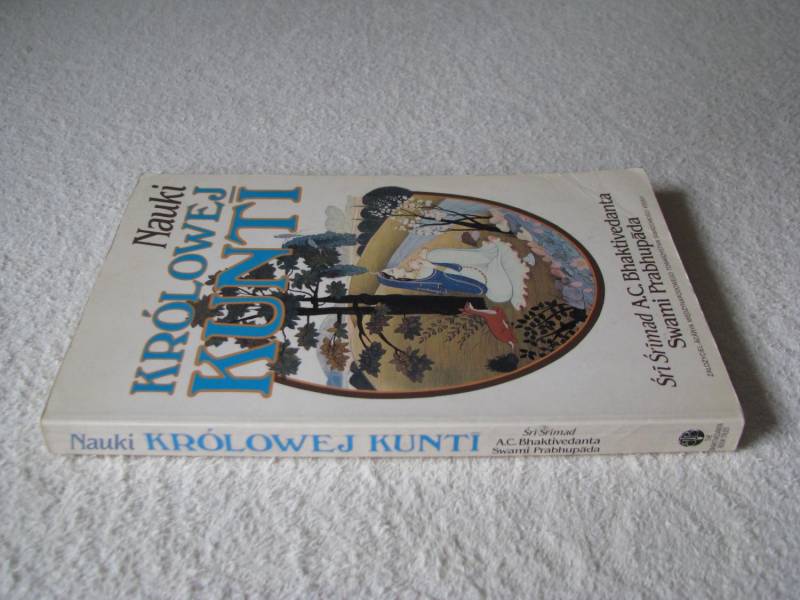 Nauki
KRÓLOWEJ
KUNTĪ
Śrī Śrīmad A.C. Bhaktivedanta
Swami Prabhupāda
Nauki KRÓLOWEJ KUNTĪ
Śrī Śrīmad
A.C. Bhaktivedanta
Swami Prabhupāda